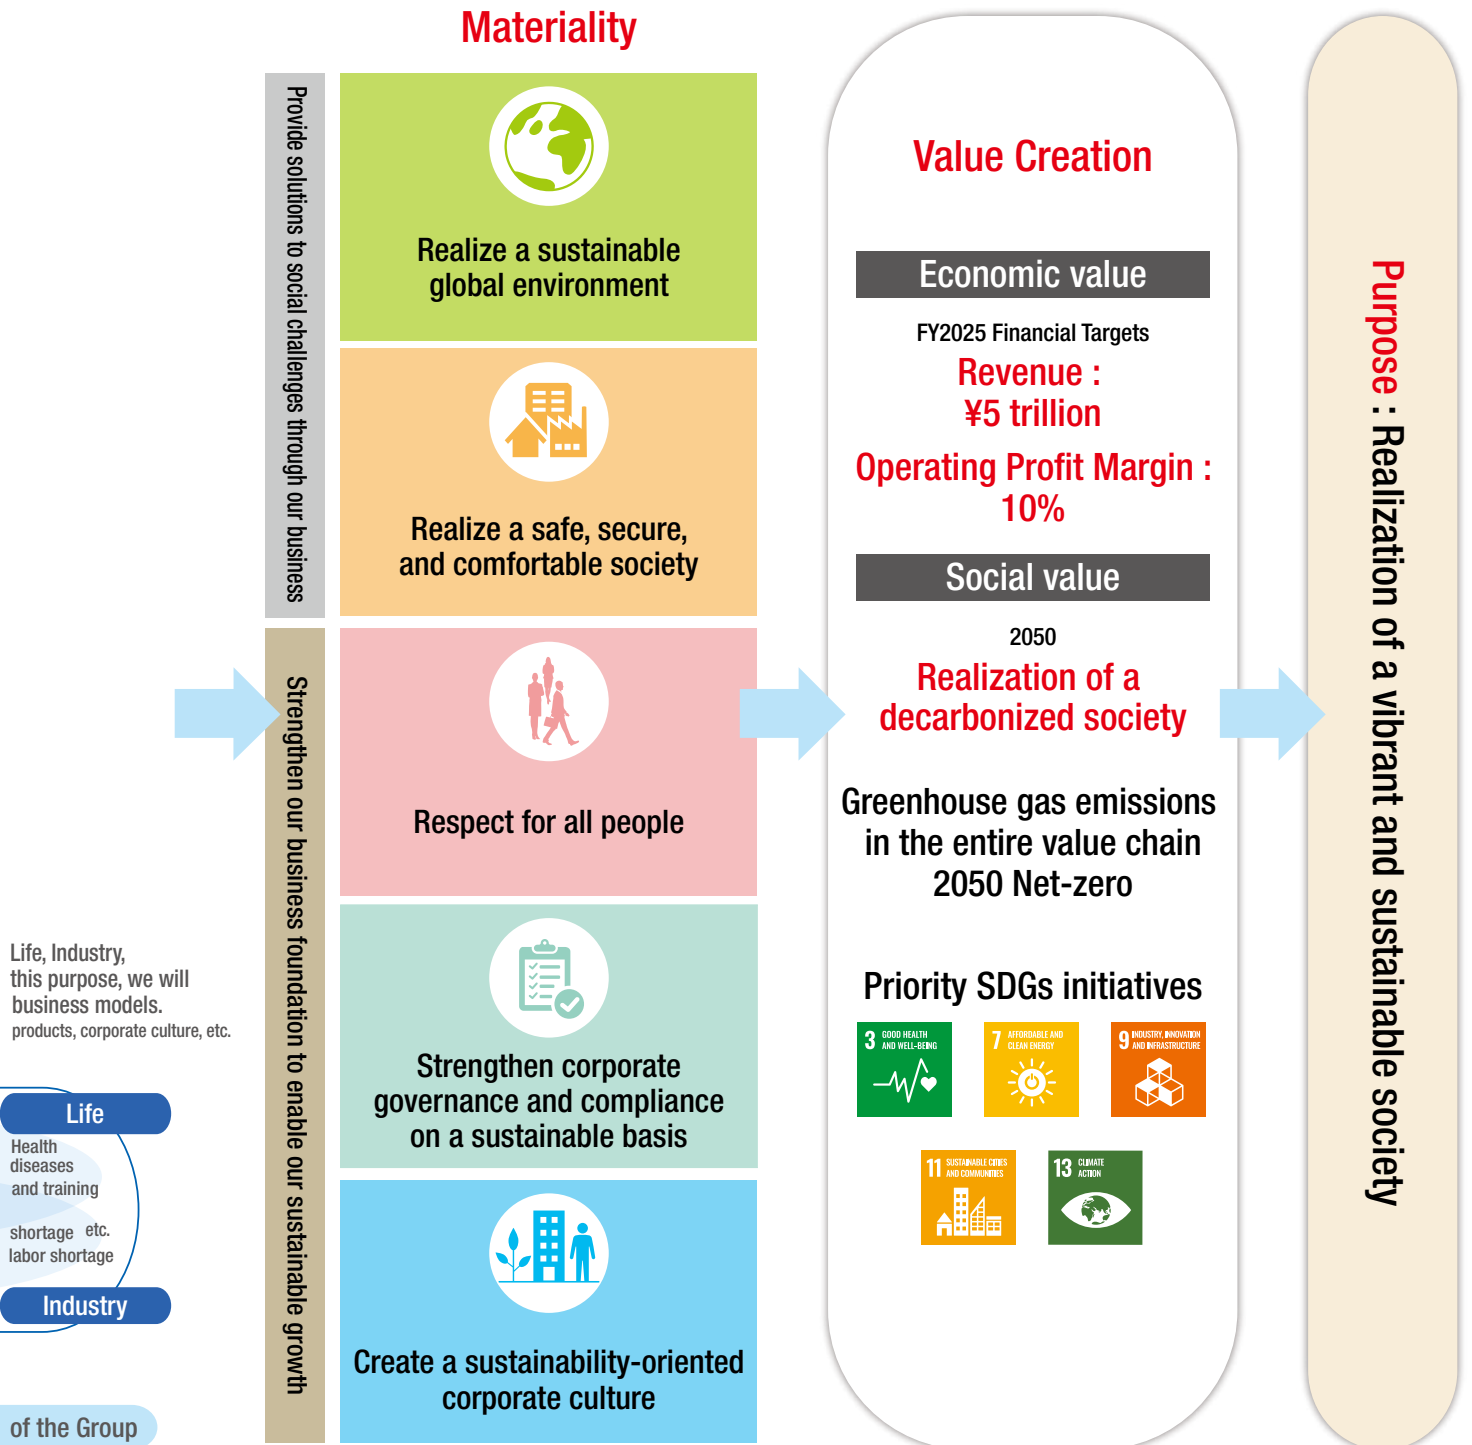 Materiality
Provide solutions to social challenges through our business
Realize a sustainable
global environment
Realize a safe, secure,
and comfortable society
Strengthen our business foundation to enable our sustainable growth
Respect for all people
Strengthen corporate
governance and compliance
on a sustainable basis
Create a sustainability-oriented
corporate culture
Life, Industry,
this purpose, we will
business models.
products, corporate culture, etc.
Life
Health
diseases
and training
shortage etc.
labor shortage
Industry
of the Group
Value Creation
Economic value
FY2025 Financial Targets
Revenue :
¥5 trillion
Operating Profit Margin :
10%
Social value
2050
Realization of a
decarbonized society
Greenhouse gas emissions
in the entire value chain
2050 Net-zero
Priority SDGs initiatives
3 GOOD HEALTH
AND WELL-BEING
7 AFFORDABLE AND
CLEAN ENERGY
9 INDUSTRY, INNOVATION
AND INFRASTRUCTURE
11 SUSTAINABLE CITIES
AND COMMUNITIES
13 CLIMATE
ACTION
Purpose : Realization of a vibrant and sustainable society